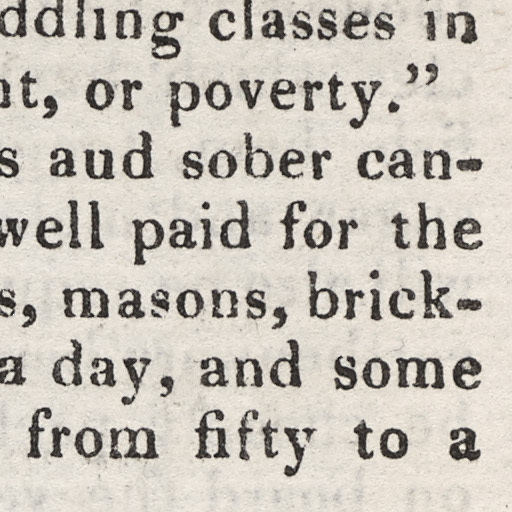 ddling classes in
nt, or poverty.”
s aud sober can-
well paid for the
s, masons, brick-
a day, and some
from fifty to a